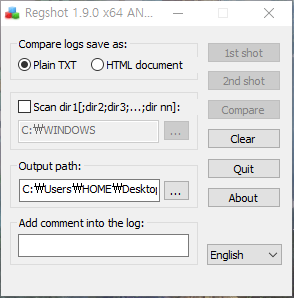 Regshot 1.9.0 x64 AN...
Compare logs save as:
Plain TXT
HTML document
1st shot
2nd shot
Compare
Scan dir1[;dir2;dir3;...;dir nn]:
C:₩WINDOWS
...
Clear
Output path:
C:₩Users₩HOME₩Desktop
...
Quit
About
Add comment into the log:
English